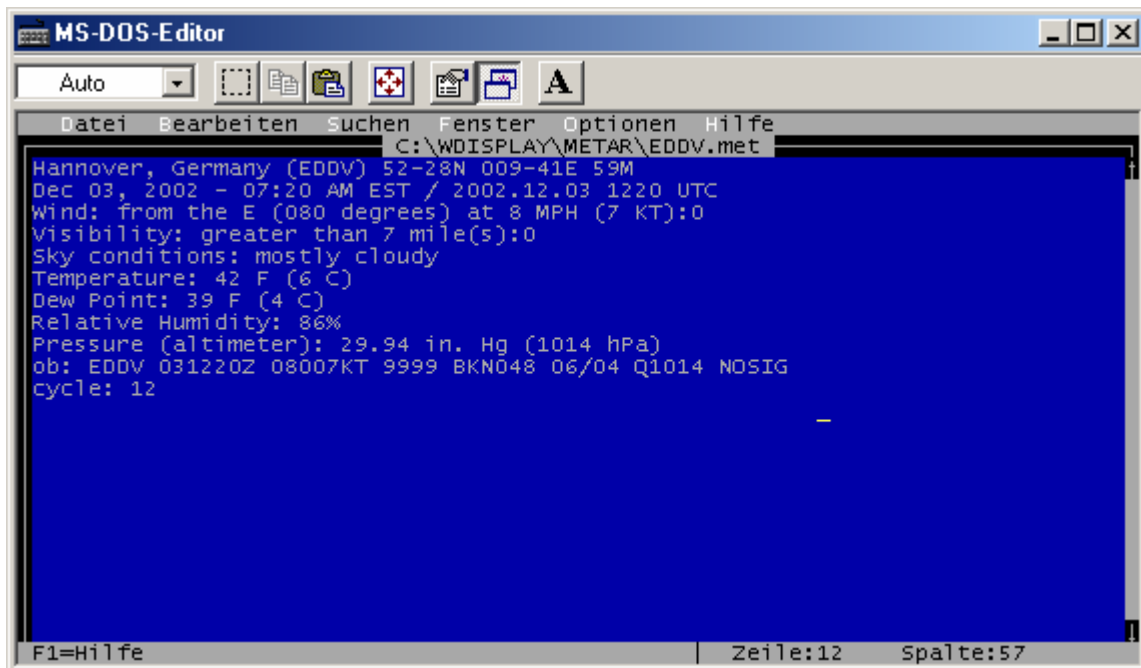 MS-DOS-Editor
Auto
A
Datei Bearbeiten Suchen Fenster Optionen Hilfe
C:\WDISPLAY\METAR\EDDV.met
Hannover, Germany (EDDV) 52-28N 009-41E 59M
Dec 03, 2002 - 07:20 AM EST / 2002.12.03 1220 UTC
Wind: from the E (080 degrees) at 8 MPH (7 KT):0
Visibility: greater than 7 mile(s):0
Sky conditions: mostly cloudy
Temperature: 42 F (6 C)
Dew Point: 39 F (4 C)
Relative Humidity: 86%
Pressure (altimeter): 29.94 in. Hg (1014 hPa)
ob: EDDV 031220Z 08007KT 9999 BKN048 06/04 Q1014 NOSIG
cycle: 12
F1=Hilfe Zeile:12 Spalte:57